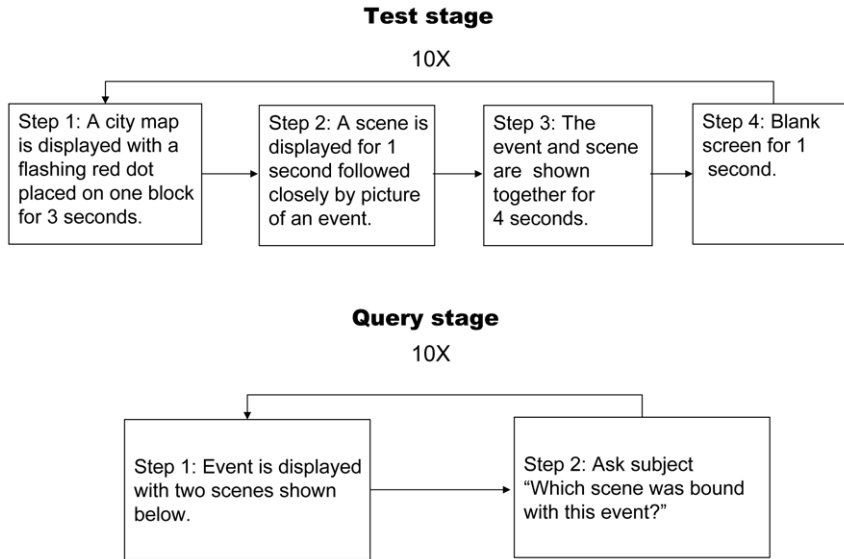 Test stage
10X
Step 1: A city map
is displayed with a
flashing red dot
placed on one block
for 3 seconds.
Step 2: A scene is
displayed for 1
second followed
closely by picture
of an event.
Step 3: The
event and scene
are shown
together for
4 seconds.
Step 4: Blank
screen for 1
second.
Query stage
10X
Step 1: Event is displayed
with two scenes shown
below.
Step 2: Ask subject
“Which scene was bound
with this event?”